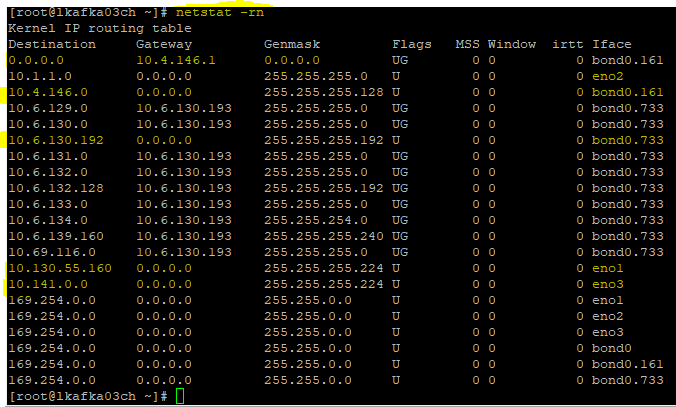 [root@lkafka03ch ~]# netstat -rn
Kernel IP routing table
Destination     Gateway         Genmask         Flags   MSS Window  irtt Iface
0.0.0.0         10.4.146.1      0.0.0.0         UG        0 0          0 bond0.161
10.1.1.0        0.0.0.0         255.255.255.0   U         0 0          0 eno2
10.4.146.0      0.0.0.0         255.255.255.128 U         0 0          0 bond0.161
10.6.129.0      10.6.130.193    255.255.255.0   UG        0 0          0 bond0.733
10.6.130.0      10.6.130.193    255.255.255.0   UG        0 0          0 bond0.733
10.6.130.192    0.0.0.0         255.255.255.192 U         0 0          0 bond0.733
10.6.131.0      10.6.130.193    255.255.255.0   UG        0 0          0 bond0.733
10.6.132.0      10.6.130.193    255.255.255.0   UG        0 0          0 bond0.733
10.6.132.128    10.6.130.193    255.255.255.192 UG        0 0          0 bond0.733
10.6.133.0      10.6.130.193    255.255.255.0   UG        0 0          0 bond0.733
10.6.134.0      10.6.130.193    255.255.254.0   UG        0 0          0 bond0.733
10.6.139.160    10.6.130.193    255.255.255.240 UG        0 0          0 bond0.733
10.69.116.0     10.6.130.193    255.255.255.0   UG        0 0          0 bond0.733
10.130.55.160   0.0.0.0         255.255.255.224 U         0 0          0 eno1
10.141.0.0      0.0.0.0         255.255.255.224 U         0 0          0 eno3
169.254.0.0     0.0.0.0         255.255.0.0     U         0 0          0 eno1
169.254.0.0     0.0.0.0         255.255.0.0     U         0 0          0 eno2
169.254.0.0     0.0.0.0         255.255.0.0     U         0 0          0 eno3
169.254.0.0     0.0.0.0         255.255.0.0     U         0 0          0 bond0
169.254.0.0     0.0.0.0         255.255.0.0     U         0 0          0 bond0.161
169.254.0.0     0.0.0.0         255.255.0.0     U         0 0          0 bond0.733
[root@lkafka03ch ~]#